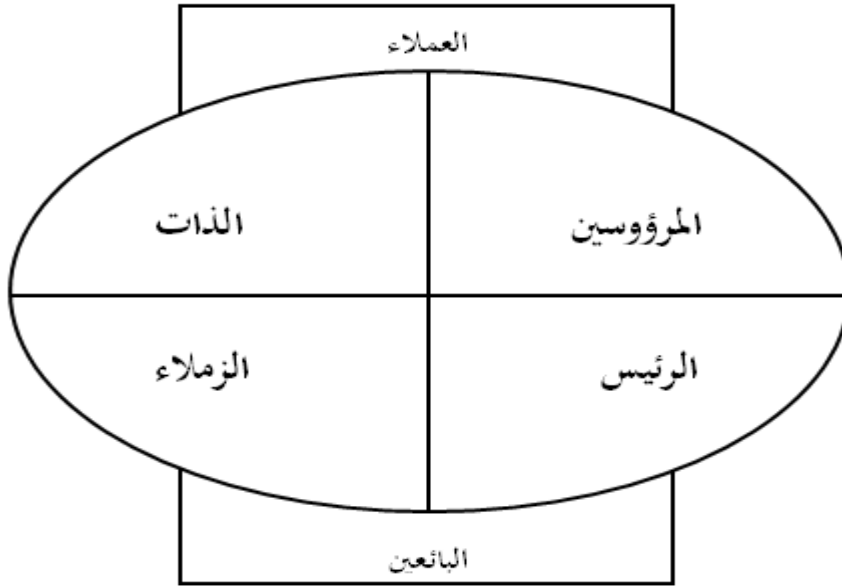 العملاء
المرؤوسين
الذات
الرئيس
الزملاء
البائعين